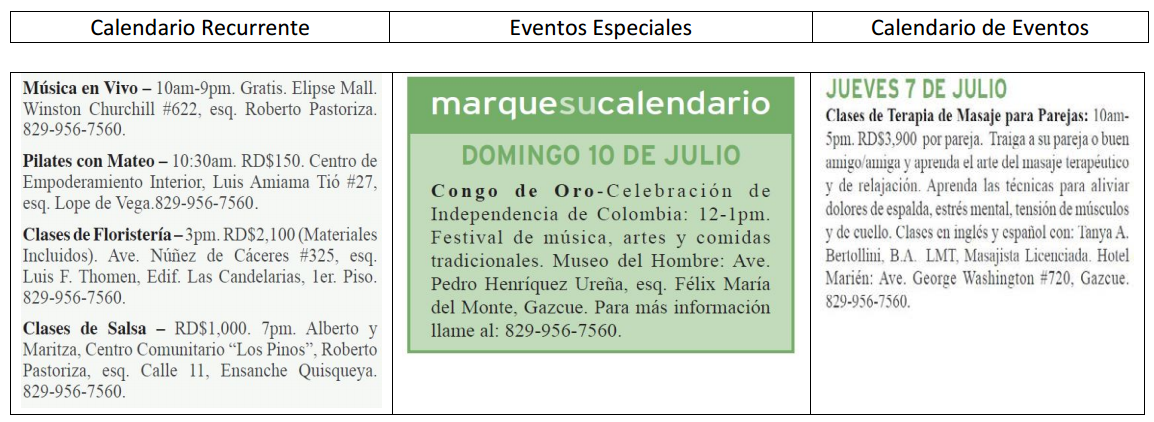 Calendario Recurrente
Eventos Especiales
Calendario de Eventos
Música en Vivo – 10am-9pm. Gratis. Elipse Mall.
Winston Churchill #622, esq. Roberto Pastoriza.
829-956-7560.
Pilates con Mateo – 10:30am. RD$150. Centro de
Empoderamiento Interior, Luis Amiama Tió #27,
esq. Lope de Vega.829-956-7560.
Clases de Floristería – 3pm. RD$2,100 (Materiales
Incluidos). Ave. Núñez de Cáceres #325, esq.
Luis F. Thomen, Edif. Las Candelarias, 1er. Piso.
829-956-7560.
Clases de Salsa – RD$1,000. 7pm. Alberto y
Maritza, Centro Comunitario “Los Pinos”, Roberto
Pastoriza, esq. Calle 11, Ensanche Quisqueya.
829-956-7560.
marquesucalendario
DOMINGO 10 DE JULIO
Congo de Oro-Celebración de
Independencia de Colombia: 12-1pm.
Festival de música, artes y comidas
tradicionales. Museo del Hombre: Ave.
Pedro Henríquez Ureña, esq. Félix María
del Monte, Gazcue. Para más información
llame al: 829-956-7560.
JUEVES 7 DE JULIO
Clases de Terapia de Masaje para Parejas: 10am-
5pm. RD$3,900 por pareja. Traiga a su pareja o buen
amigo/amiga y aprenda el arte del masaje terapéutico
y de relajación. Aprenda las técnicas para aliviar
dolores de espalda, estrés mental, tensión de músculos
y de cuello. Clases en inglés y español con: Tanya A.
Bertollini, B.A. LMT, Masajista Licenciada. Hotel
Marién: Ave. George Washington #720, Gazcue.
829-956-7560.